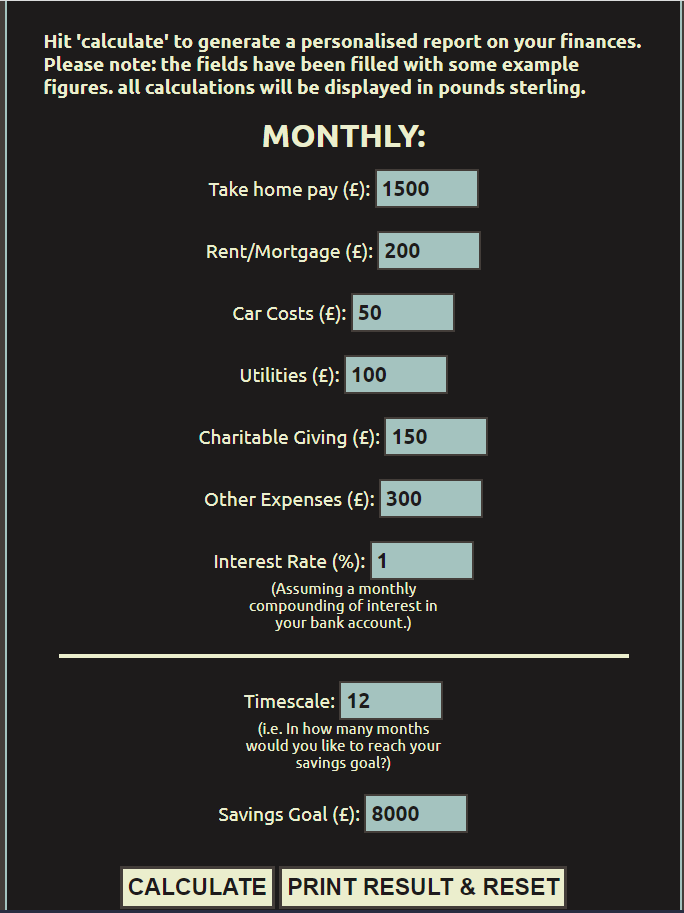 Hit 'calculate' to generate a personalised report on your finances.
Please note: the fields have been filled with some example
figures. all calculations will be displayed in pounds sterling.
MONTHLY:
Take home pay (£): 1500
Rent/Mortgage (£): 200
Car Costs (£): 50
Utilities (£): 100
Charitable Giving (£): 150
Other Expenses (£): 300
Interest Rate (%): 1
(Assuming a monthly
compounding of interest in
your bank account.)
Timescale: 12
(i.e. In how many months
would you like to reach your
savings goal?)
Savings Goal (£): 8000
CALCULATE PRINT RESULT & RESET